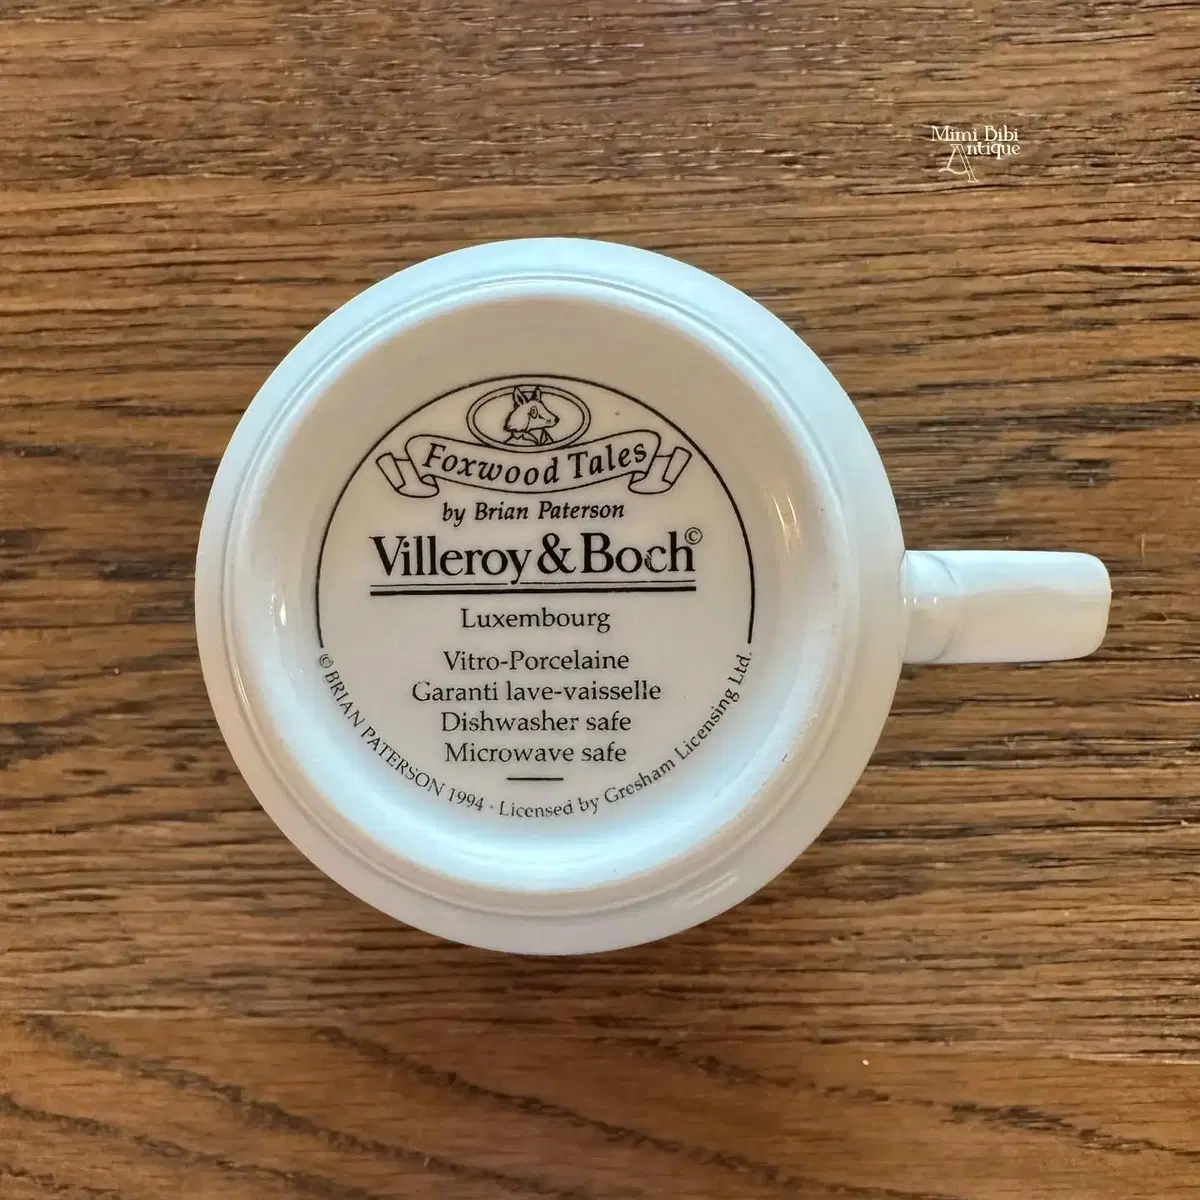 Mimi Bibi
Antique
Foxwood Tales
by Brian Paterson
Villeroy & Boch©
Luxembourg
Vitro-Porcelaine
Garanti lave-vaisselle
Dishwasher safe
Microwave safe
© BRIAN PATERSON 1994 · Licensed by Gresham Licensing Ltd.